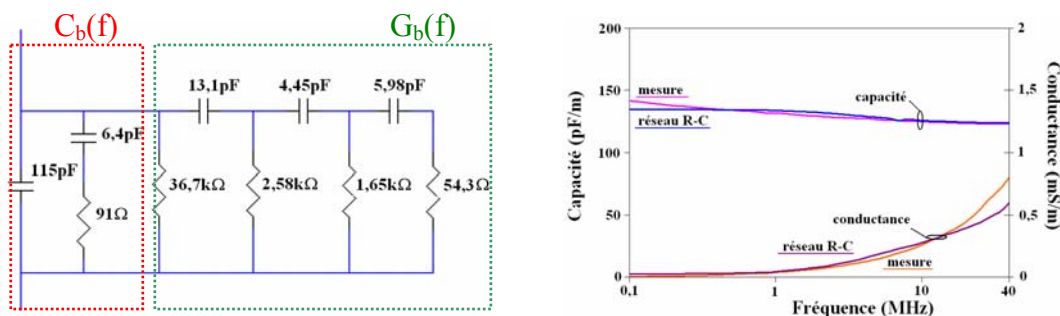 C_b(f)
G_b(f)
13,1pF
4,45pF
5,98pF
6,4pF
115pF
91Ω
36,7kΩ
2,58kΩ
1,65kΩ
54,3Ω
Capacité (pF/m)
200
150
100
50
0
mesure
réseau R-C
capacité
conductance
réseau R-C
mesure
2
1,5
1
0,5
0
Conductance (mS/m)
0,1
1
10
40
Fréquence (MHz)